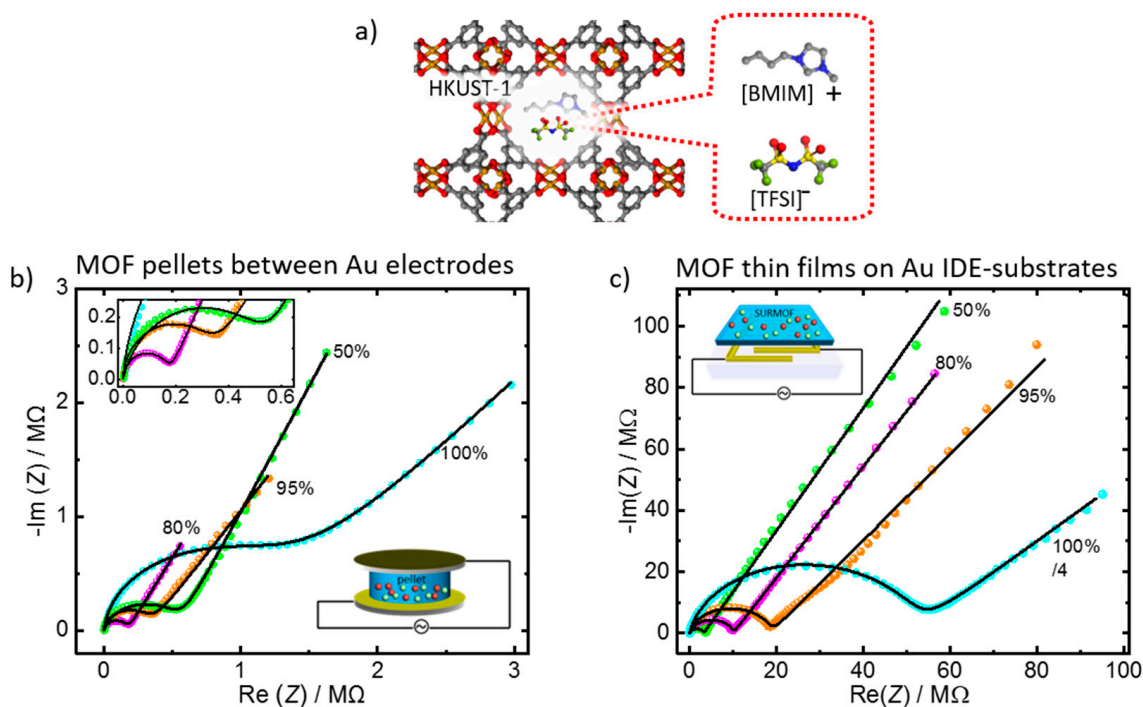 a)
HKUST-1
[BMIM] +
[TFSI]⁻
b)
MOF pellets between Au electrodes
3
2
1
0
-Im (Z) / MΩ
0.2
0.1
0.0
0.0 0.2 0.4 0.6
50%
100%
95%
80%
pellet
0 1 2 3
Re (Z) / MΩ
c)
MOF thin films on Au IDE-substrates
100
80
60
40
20
0
-Im(Z) / MΩ
SURMOF
50%
80%
95%
100%
/4
0 20 40 60 80 100
Re(Z) / MΩ